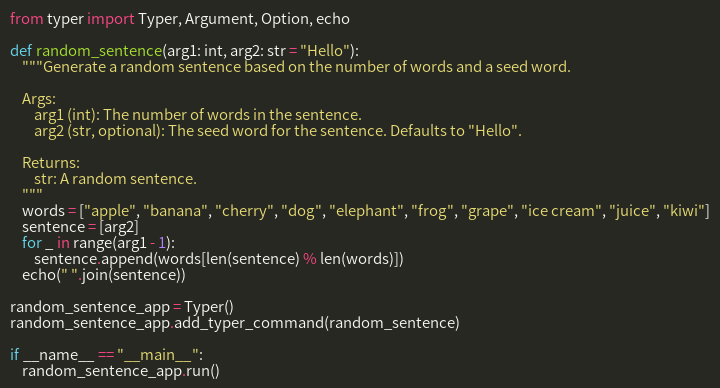 from typer import Typer, Argument, Option, echo
def random_sentence(arg1: int, arg2: str = "Hello"):
"""Generate a random sentence based on the number of words and a seed word.
Args:
arg1 (int): The number of words in the sentence.
arg2 (str, optional): The seed word for the sentence. Defaults to "Hello".
Returns:
str: A random sentence.
"""
words = ["apple", "banana", "cherry", "dog", "elephant", "frog", "grape", "ice cream", "juice", "kiwi"]
sentence = [arg2]
for _ in range(arg1 - 1):
sentence.append(words[len(sentence) % len(words)])
echo(" ".join(sentence))
random_sentence_app = Typer()
random_sentence_app.add_typer_command(random_sentence)
if __name__ == "__main__":
random_sentence_app.run()